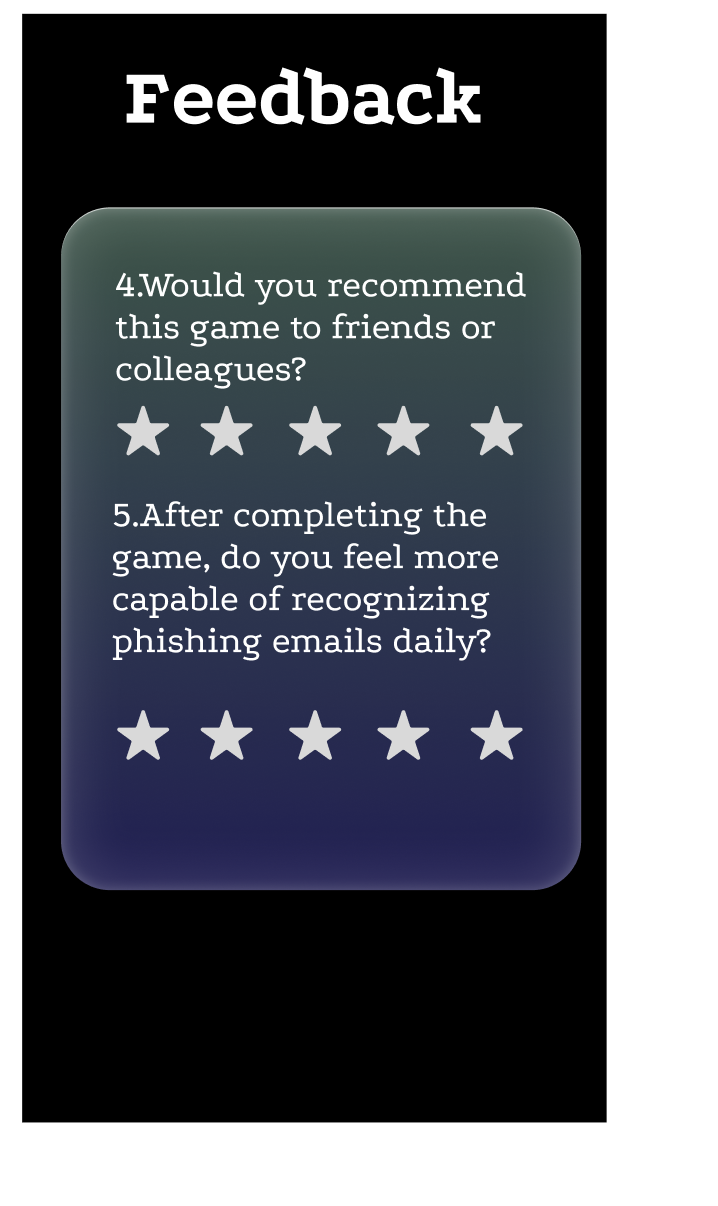 Feedback
4.Would you recommend
this game to friends or
colleagues?
5.After completing the
game, do you feel more
capable of recognizing
phishing emails daily?